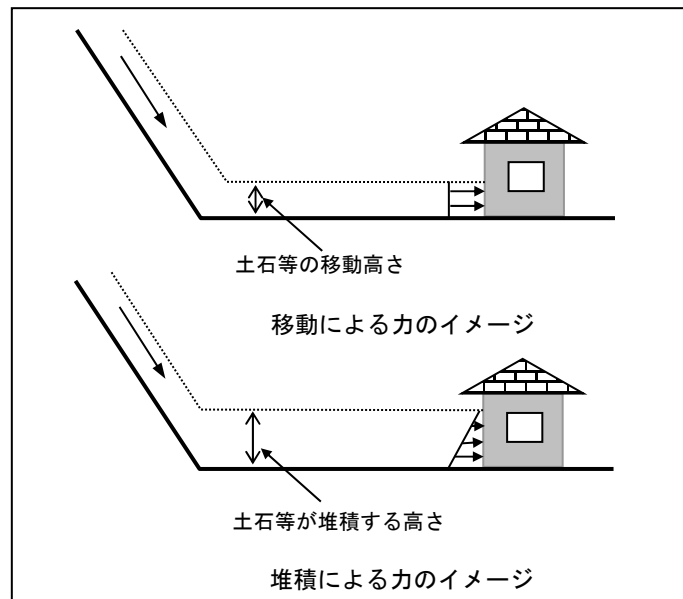 土石等の移動高さ
移動による力のイメージ
土石等が堆積する高さ
堆積による力のイメージ